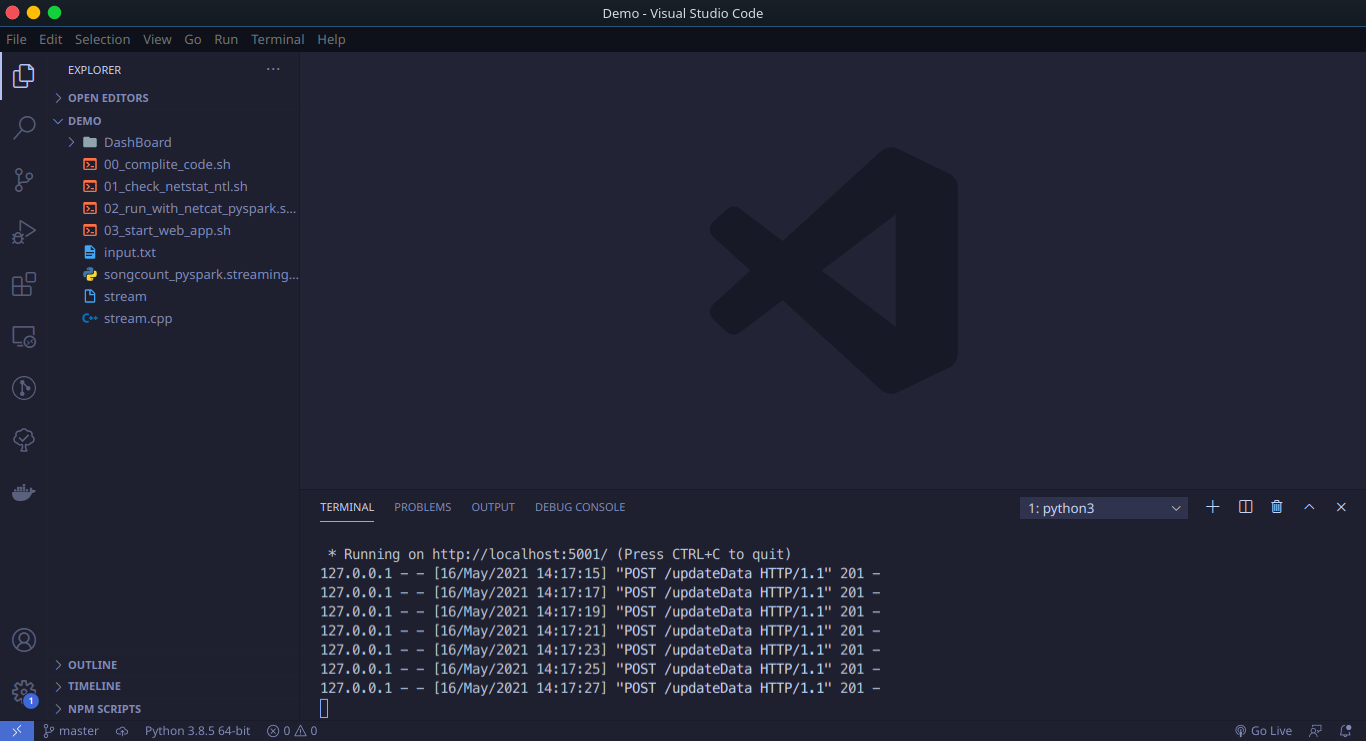 Demo - Visual Studio Code
File Edit Selection View Go Run Terminal Help
EXPLORER
OPEN EDITORS
DEMO
DashBoard
00_complite_code.sh
01_check_netstat_ntl.sh
02_run_with_netcat_pyspark.s...
03_start_web_app.sh
input.txt
songcount_pyspark.streaming...
stream
stream.cpp
OUTLINE
TIMELINE
NPM SCRIPTS
1
TERMINAL PROBLEMS OUTPUT DEBUG CONSOLE 1: python3
* Running on http://localhost:5001/ (Press CTRL+C to quit)
127.0.0.1 - - [16/May/2021 14:17:15] "POST /updateData HTTP/1.1" 201 -
127.0.0.1 - - [16/May/2021 14:17:17] "POST /updateData HTTP/1.1" 201 -
127.0.0.1 - - [16/May/2021 14:17:19] "POST /updateData HTTP/1.1" 201 -
127.0.0.1 - - [16/May/2021 14:17:21] "POST /updateData HTTP/1.1" 201 -
127.0.0.1 - - [16/May/2021 14:17:23] "POST /updateData HTTP/1.1" 201 -
127.0.0.1 - - [16/May/2021 14:17:25] "POST /updateData HTTP/1.1" 201 -
127.0.0.1 - - [16/May/2021 14:17:27] "POST /updateData HTTP/1.1" 201 -
master Python 3.8.5 64-bit 0 0 Go Live